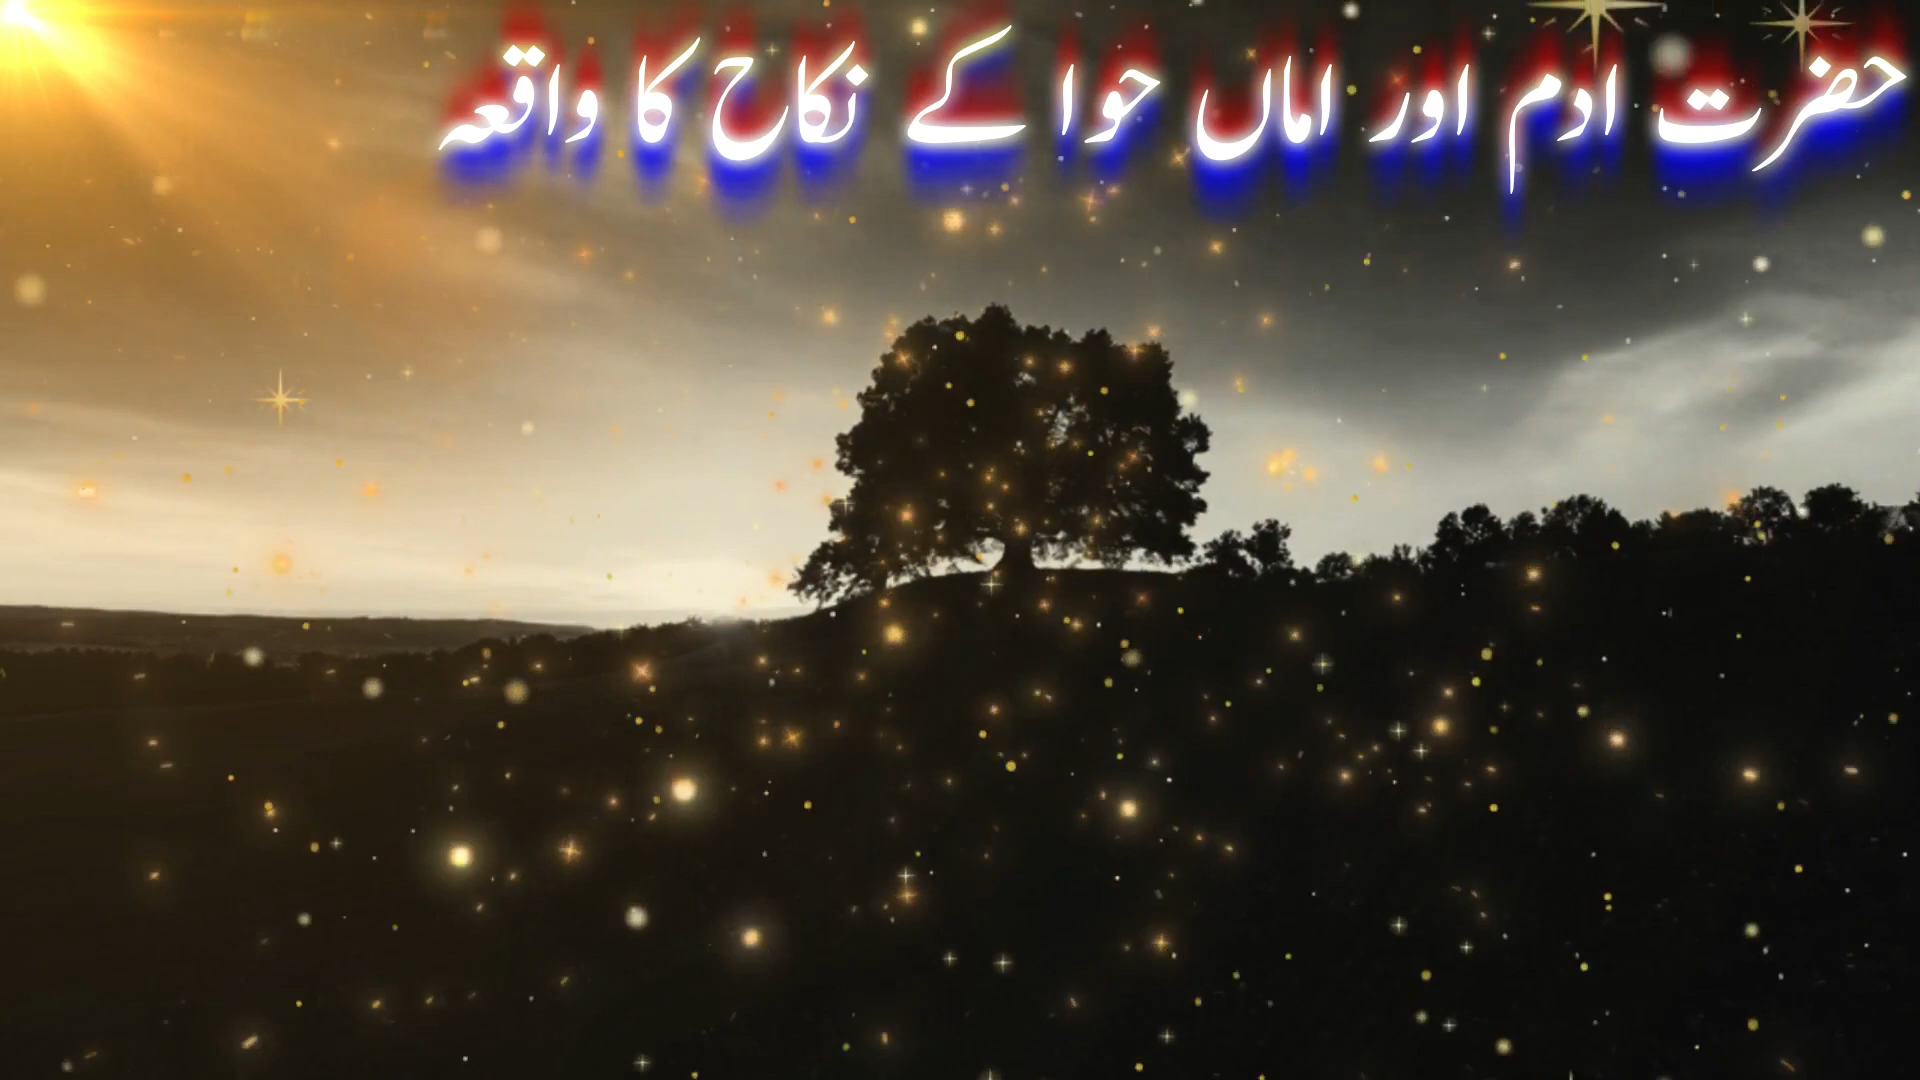 حضرت ادم اور اماں حوا کے نکاح کا واقعہ